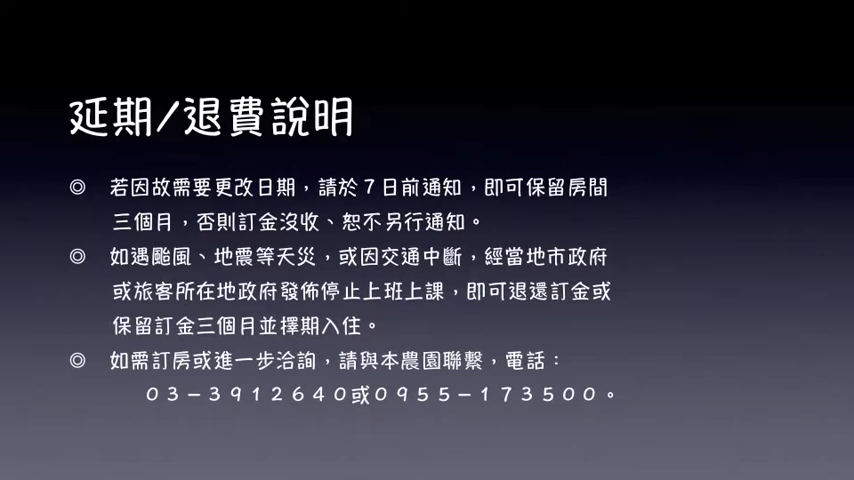 延期/退費說明
◎ 若因故需要更改日期，請於７日前通知，即可保留房間
三個月，否則訂金沒收、恕不另行通知。
◎ 如遇颱風、地震等天災，或因交通中斷，經當地市政府
或旅客所在地政府發佈停止上班上課，即可退還訂金或
保留訂金三個月並擇期入住。
◎ 如需訂房或進一步洽詢，請與本農園聯繫，電話：
０３－３９１２６４０或０９５５－１７３５００。